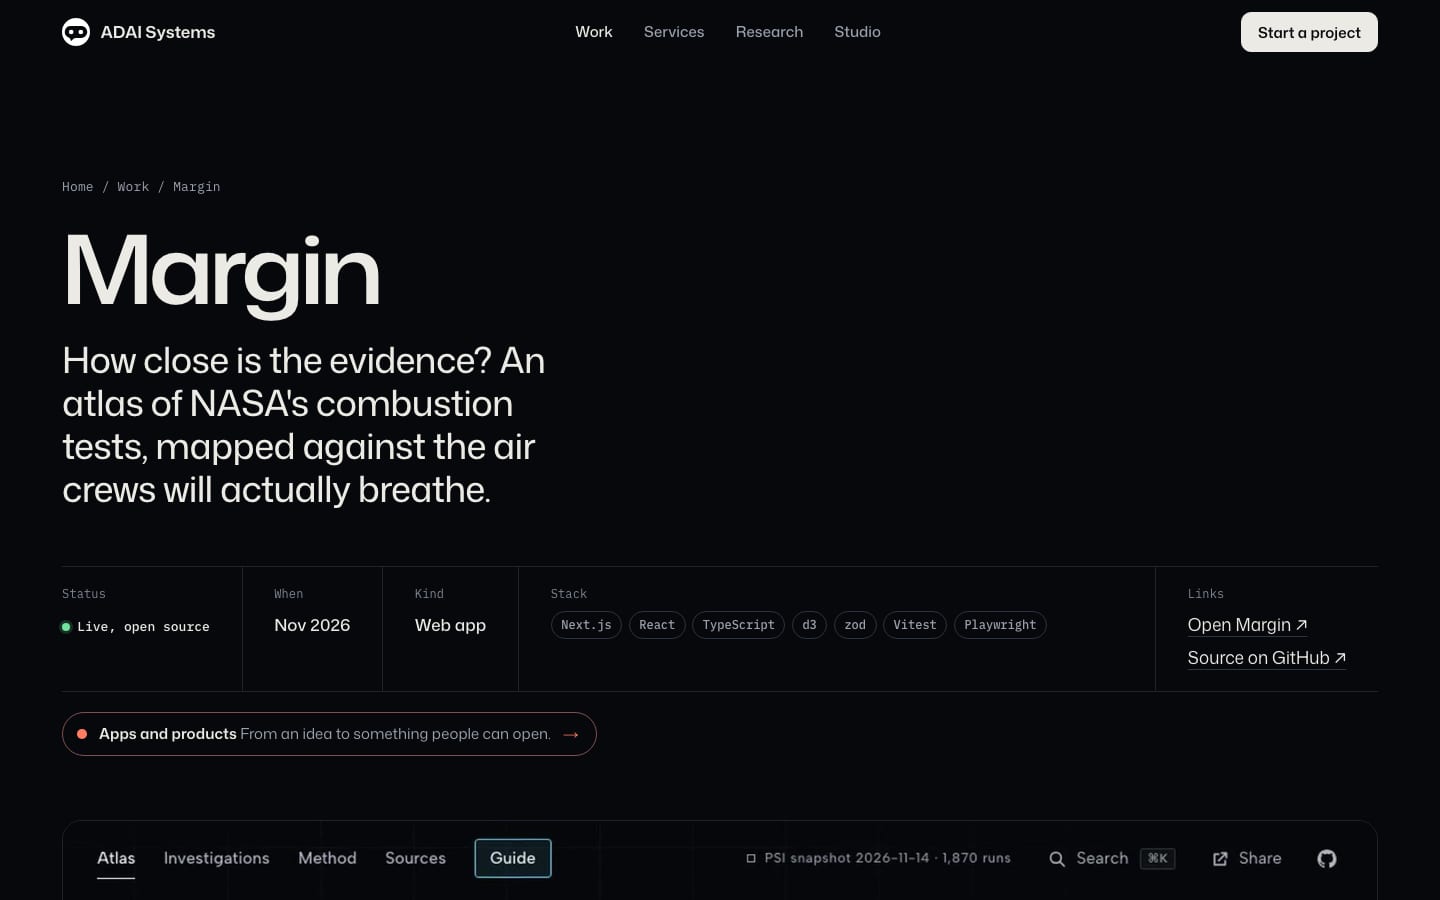 ADAI Systems
Work
Services
Research
Studio
Start a project
Home / Work / Margin
Margin
How close is the evidence? An
atlas of NASA's combustion
tests, mapped against the air
crews will actually breathe.
Status
Live, open source
When
Nov 2026
Kind
Web app
Stack
Next.js
React
TypeScript
d3
zod
Vitest
Playwright
Links
Open Margin ↗
Source on GitHub ↗
Apps and products From an idea to something people can open. →
Atlas
Investigations
Method
Sources
Guide
PSI snapshot 2026-11-14 · 1,870 runs
Search ⌘K
Share